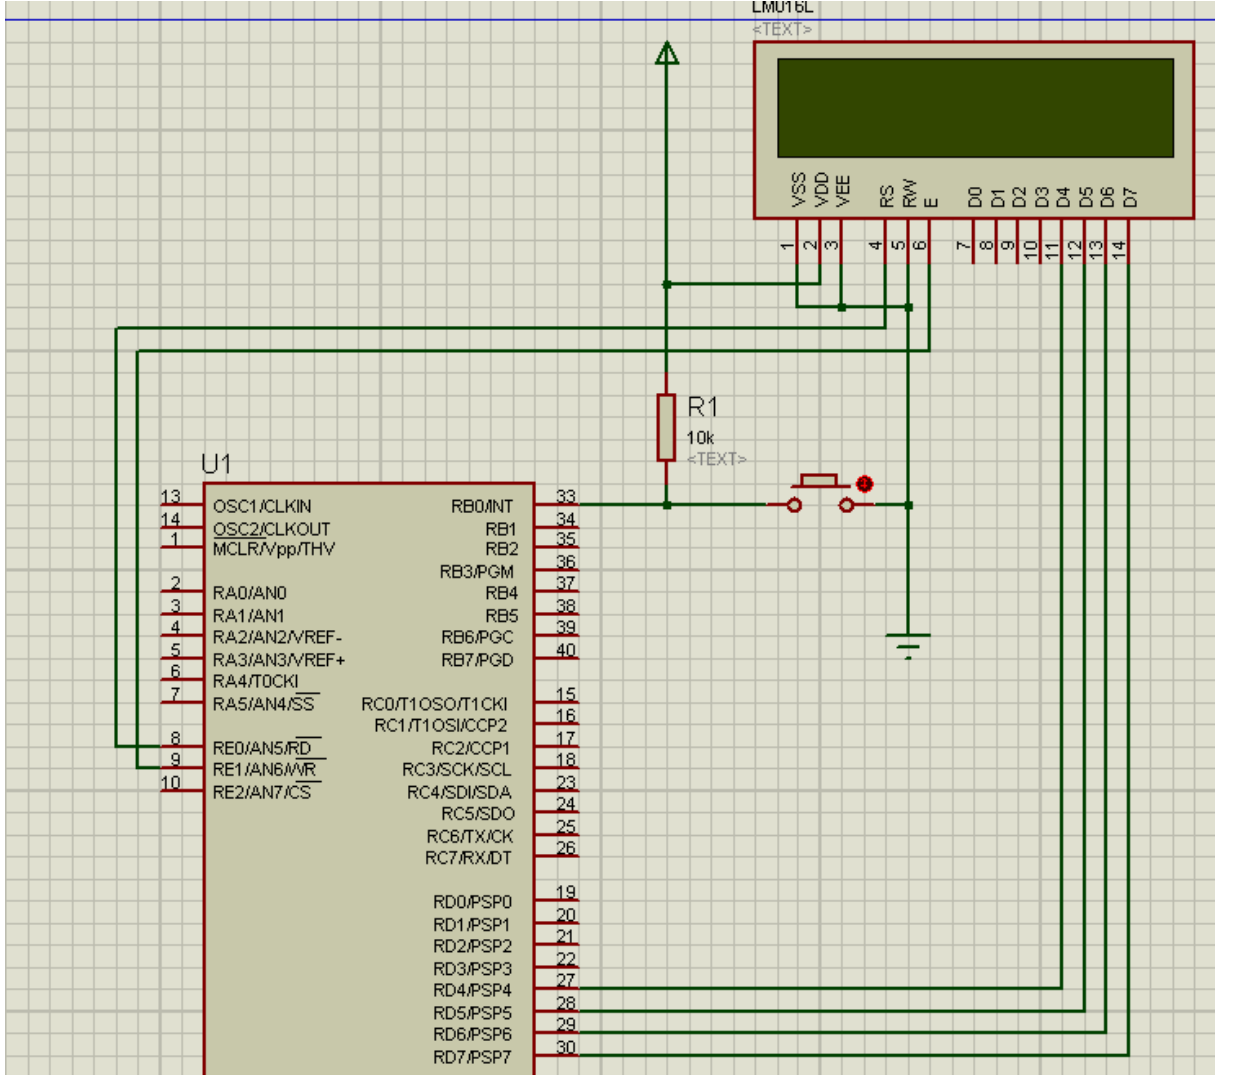 LM016L
<TEXT>
VSS
VDD
VEE
RS
RW
E
D0
D1
D2
D3
D4
D5
D6
D7
1
2
3
4
5
6
7
8
9
10
11
12
13
14
R1
10k
<TEXT>
U1
13 OSC1/CLKIN RB0/INT 33
14 OSC2/CLKOUT RB1 34
1 MCLR/Vpp/THV RB2 35
RB3/PGM 36
2 RA0/AN0 RB4 37
3 RA1/AN1 RB5 38
4 RA2/AN2/VREF- RB6/PGC 39
5 RA3/AN3/VREF+ RB7/PGD 40
6 RA4/T0CKI
7 RA5/AN4/SS RC0/T1OSO/T1CKI 15
RC1/T1OSI/CCP2 16
8 RE0/AN5/RD RC2/CCP1 17
9 RE1/AN6/WR RC3/SCK/SCL 18
10 RE2/AN7/CS RC4/SDI/SDA 23
RC5/SDO 24
RC6/TX/CK 25
RC7/RX/DT 26
RD0/PSP0 19
RD1/PSP1 20
RD2/PSP2 21
RD3/PSP3 22
RD4/PSP4 27
RD5/PSP5 28
RD6/PSP6 29
RD7/PSP7 30